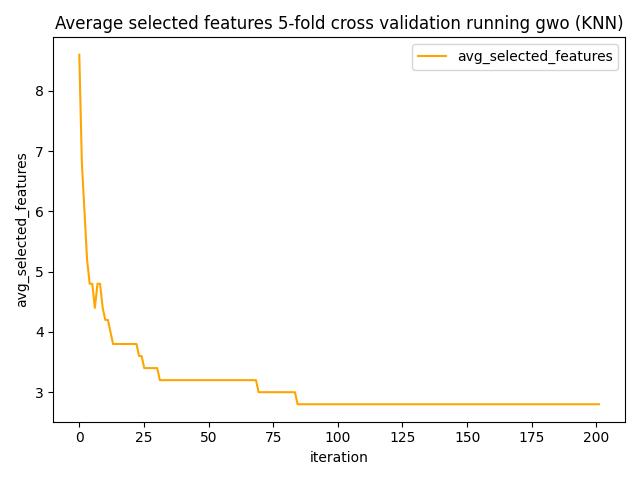 Average selected features 5-fold cross validation running gwo (KNN)
avg_selected_features
avg_selected_features
8
7
6
5
4
3
0 25 50 75 100 125 150 175 200
iteration